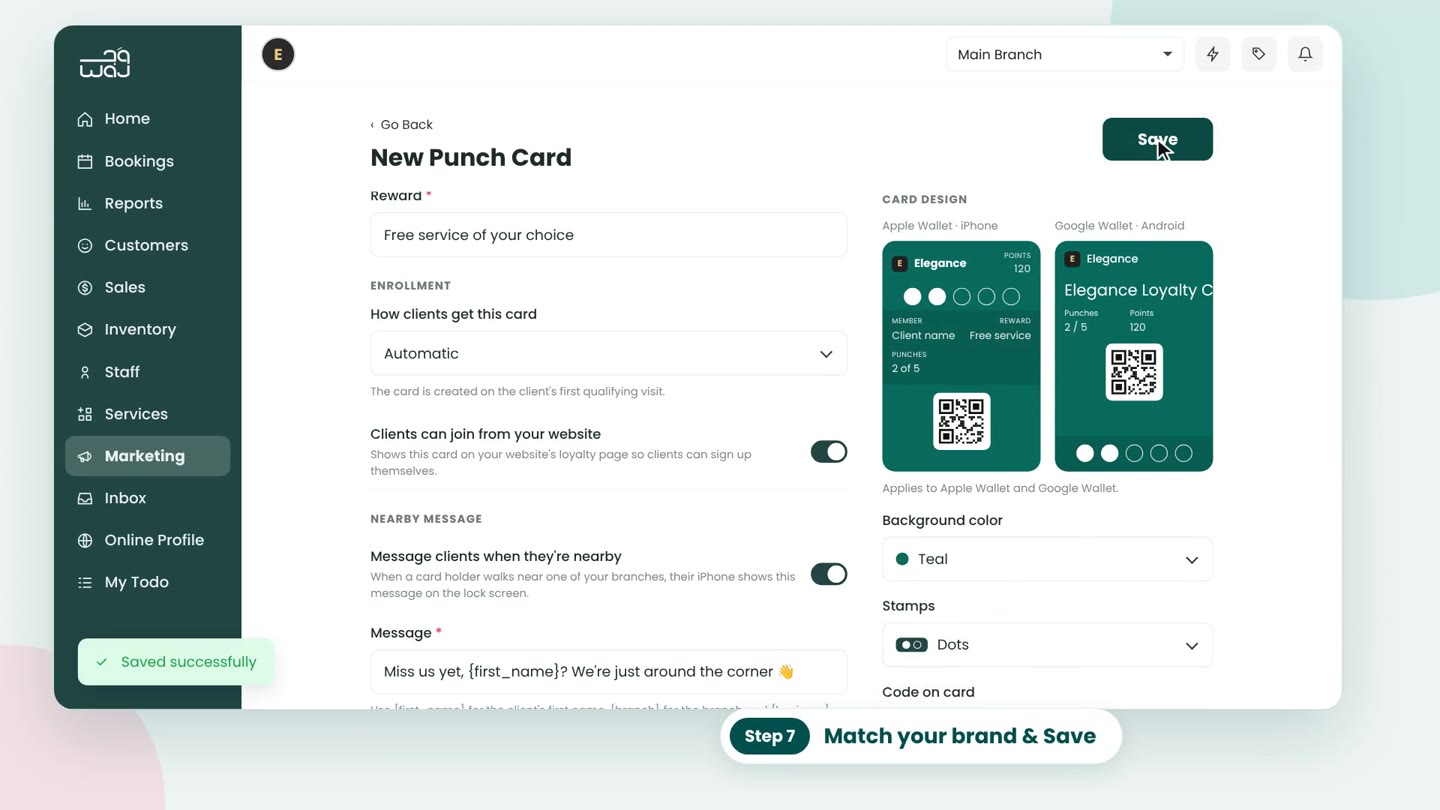 وقت
waqt
E
Main Branch
Home
Bookings
Reports
Customers
Sales
Inventory
Staff
Services
Marketing
Inbox
Online Profile
My Todo
Saved successfully
‹ Go Back
New Punch Card
Save
Reward *
Free service of your choice
ENROLLMENT
How clients get this card
Automatic
The card is created on the client's first qualifying visit.
Clients can join from your website
Shows this card on your website's loyalty page so clients can sign up
themselves.
NEARBY MESSAGE
Message clients when they're nearby
When a card holder walks near one of your branches, their iPhone shows this
message on the lock screen.
Message *
Miss us yet, {first_name}? We're just around the corner 👋
CARD DESIGN
Apple Wallet · iPhone
E Elegance
POINTS
120
MEMBER REWARD
Client name Free service
PUNCHES
2 of 5
Google Wallet · Android
E Elegance
Elegance Loyalty C
Punches Points
2 / 5 120
Applies to Apple Wallet and Google Wallet.
Background color
Teal
Stamps
Dots
Code on card
Step 7 Match your brand & Save